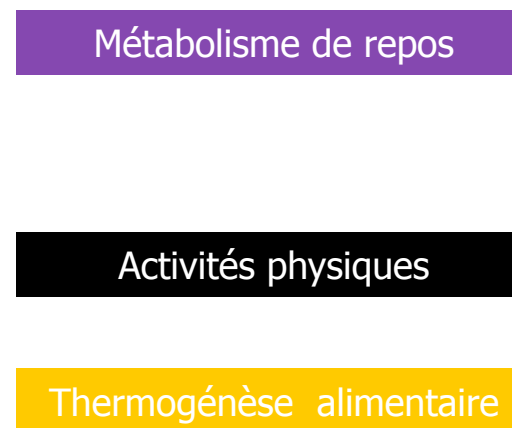 Métabolisme de repos
Activités physiques
Thermogénèse alimentaire